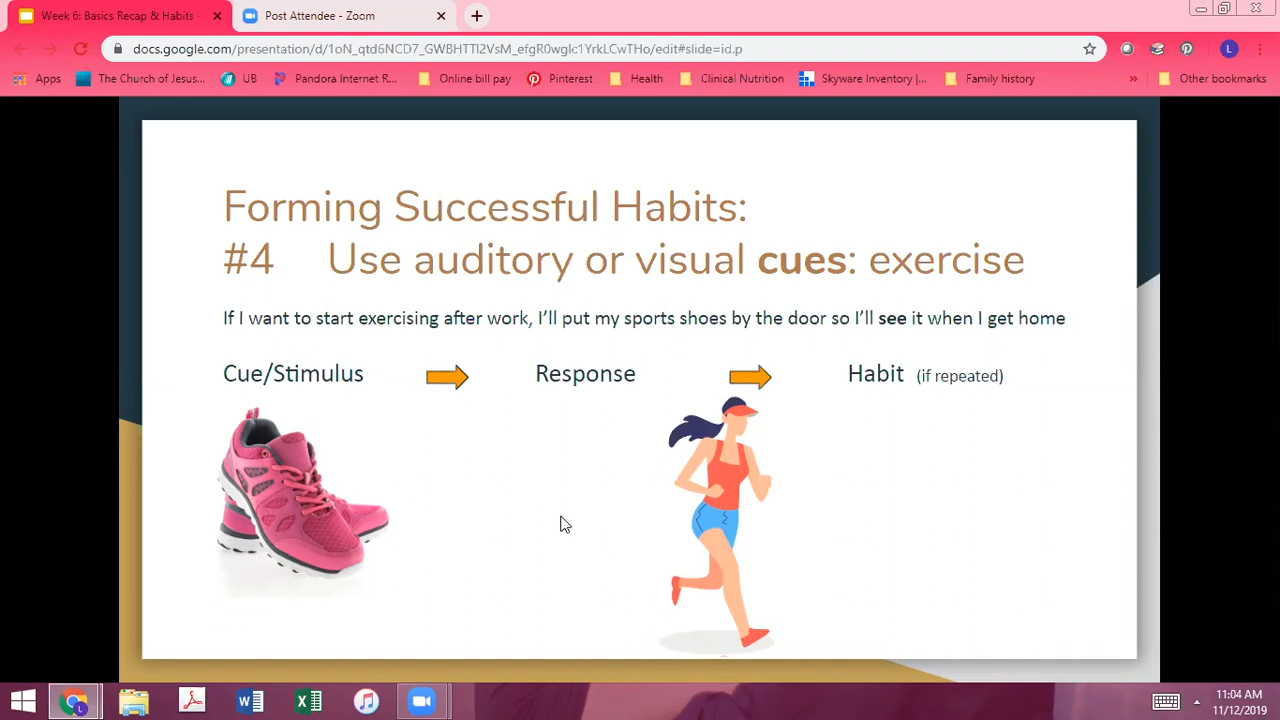 Week 6: Basics Recap & Habits -
Post Attendee - Zoom
docs.google.com/presentation/d/1oN_qtd6NCD7_GWBHTTl2VsM_efgR0wglc1YrkLCwTHo/edit#slide=id.p
L
Apps
The Church of Jesus...
UB
Pandora Internet R...
Online bill pay
Pinterest
Health
Clinical Nutrition
Skyware Inventory |...
Family history
»
Other bookmarks
Forming Successful Habits:
#4 Use auditory or visual cues: exercise
If I want to start exercising after work, I'll put my sports shoes by the door so I'll see it when I get home
Cue/Stimulus
Response
Habit (if repeated)
11:04 AM
11/12/2019